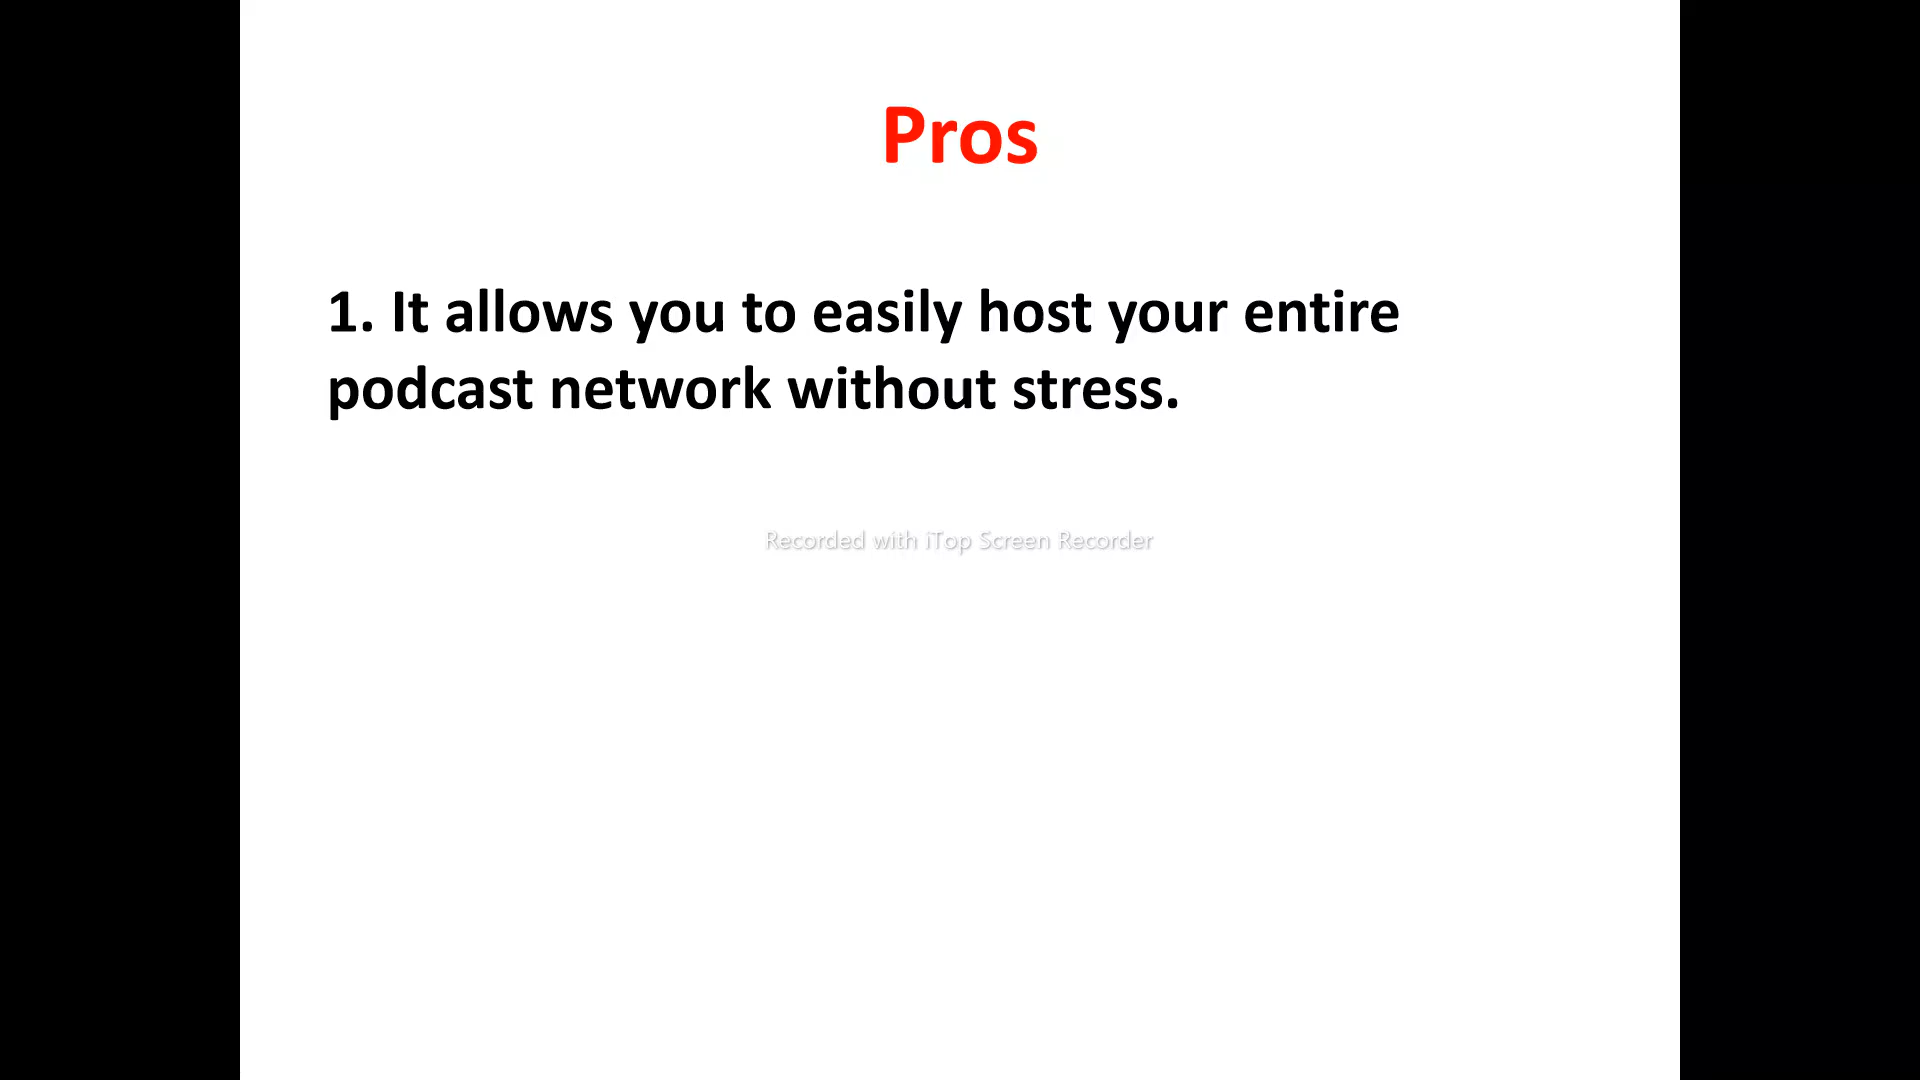 Pros
1. It allows you to easily host your entire
podcast network without stress.
Recorded with iTop Screen Recorder